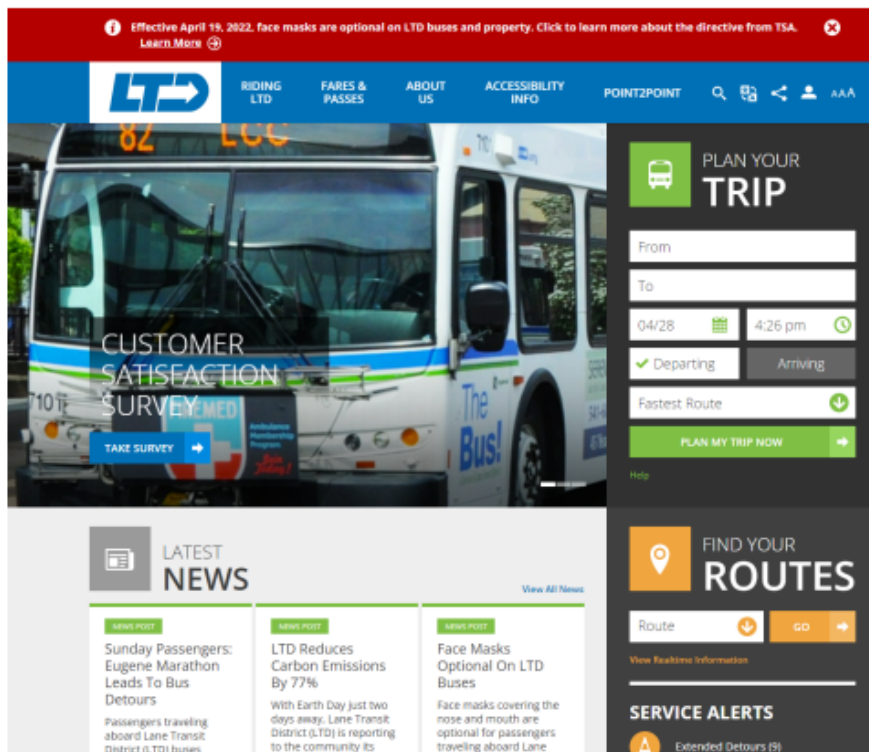 Effective April 19, 2022, face masks are optional on LTD buses and property. Click to learn more about the directive from TSA.
Learn More
LTD
RIDING
LTD
FARES &
PASSES
ABOUT
US
ACCESSIBILITY
INFO
POINT2POINT
AAA
82 LCC
7101
CUSTOMER
SATISFACTION
SURVEY
TAKE SURVEY
Ambulance
Membership
Program
Join
Today!
The
Bus!
PLAN YOUR
TRIP
From
To
04/28
4:26 pm
Departing
Arriving
Fastest Route
PLAN MY TRIP NOW
Help
LATEST
NEWS
View All News
NEWS POST
Sunday Passengers:
Eugene Marathon
Leads To Bus
Detours
Passengers traveling
aboard Lane Transit
District (LTD) buses
NEWS POST
LTD Reduces
Carbon Emissions
By 77%
With Earth Day just two
days away, Lane Transit
District (LTD) is reporting
to the community its
NEWS POST
Face Masks
Optional On LTD
Buses
Face masks covering the
nose and mouth are
optional for passengers
traveling aboard Lane
FIND YOUR
ROUTES
Route
GO
View Realtime Information
SERVICE ALERTS
A
Extended Detours (9)